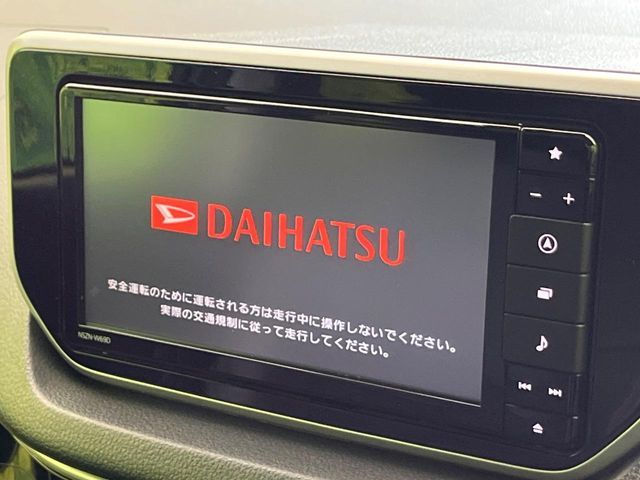 DAIHATSU
安全運転のために運転される方は走行中に操作しないでください。
実際の交通規制に従って走行してください。
NSZN-W69D